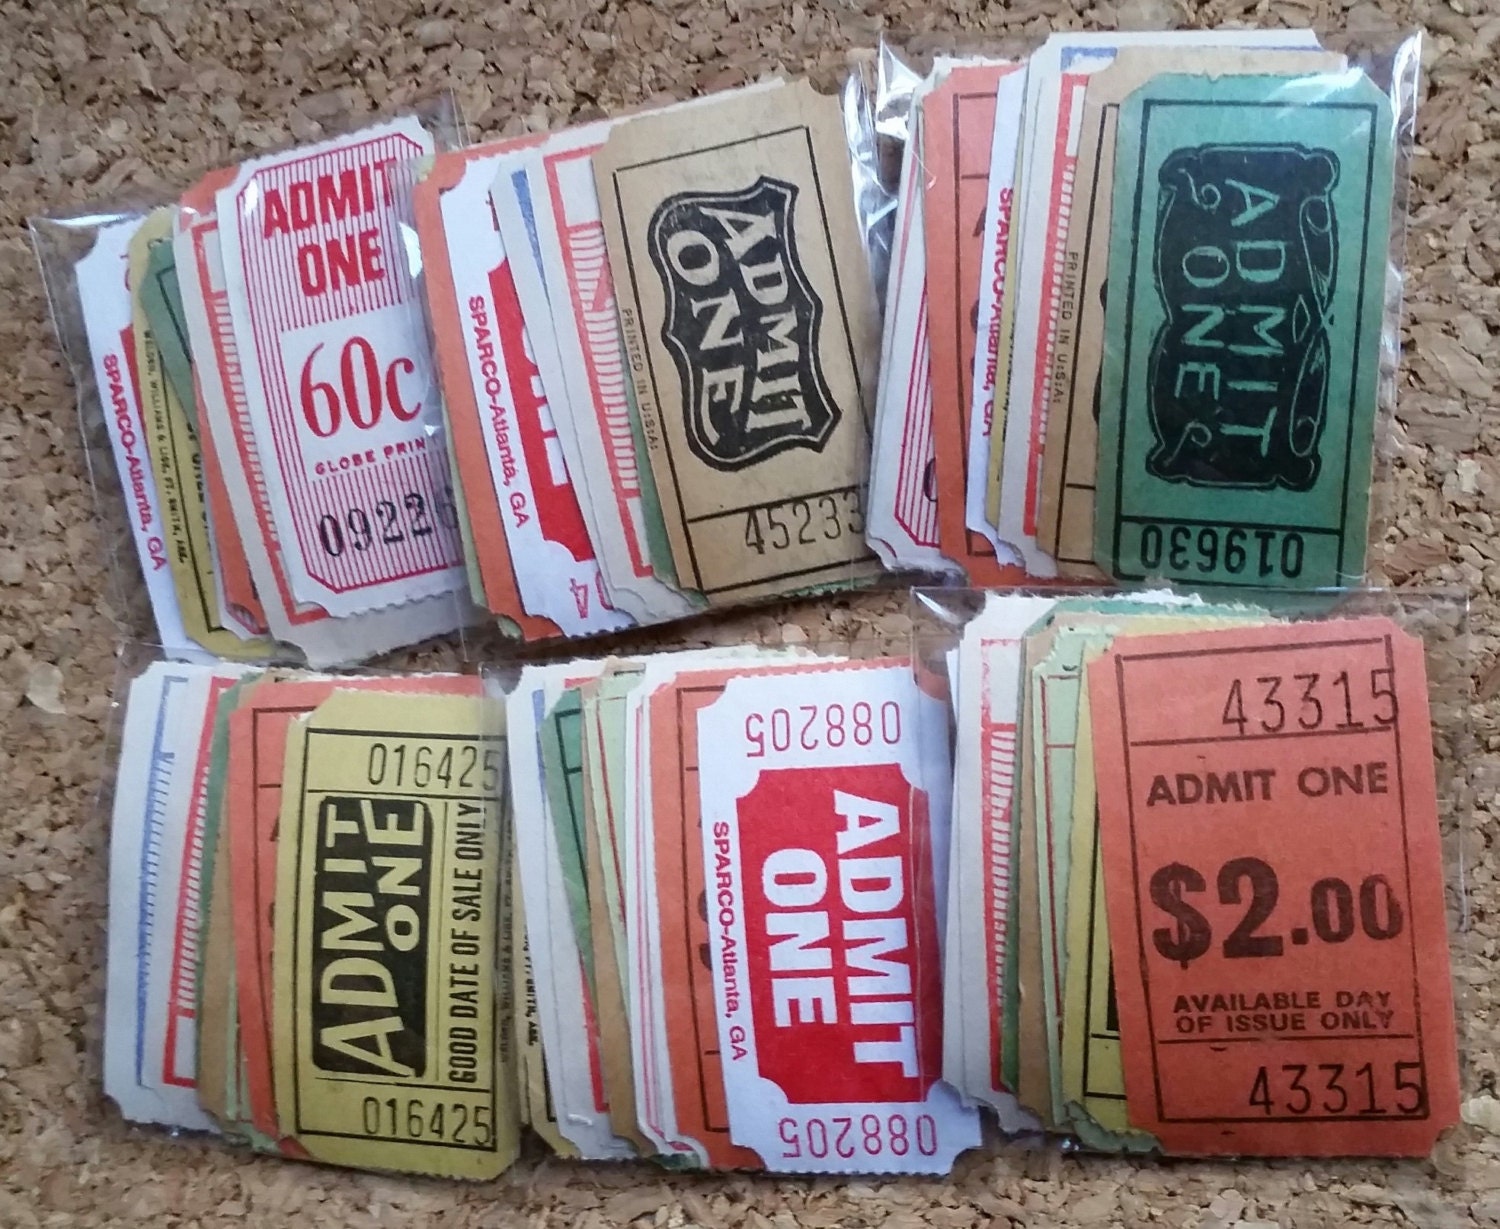 SPARCO-Atlanta, GA
ADMIT
ONE
60c
GLOBE PRIN
0922
SPARCO-Atlanta, GA
PRINTED IN U.S.A.
ADMIT
ONE
45233
SPARCO-Atlanta, GA
PRINTED IN U.S.A.
ADMIT
ONE
019630
016425
ADMIT
ONE
GOOD DATE OF SALE ONLY
016425
088205
ADMIT
ONE
SPARCO-Atlanta, GA
088205
43315
ADMIT ONE
$2.00
AVAILABLE DAY
OF ISSUE ONLY
43315